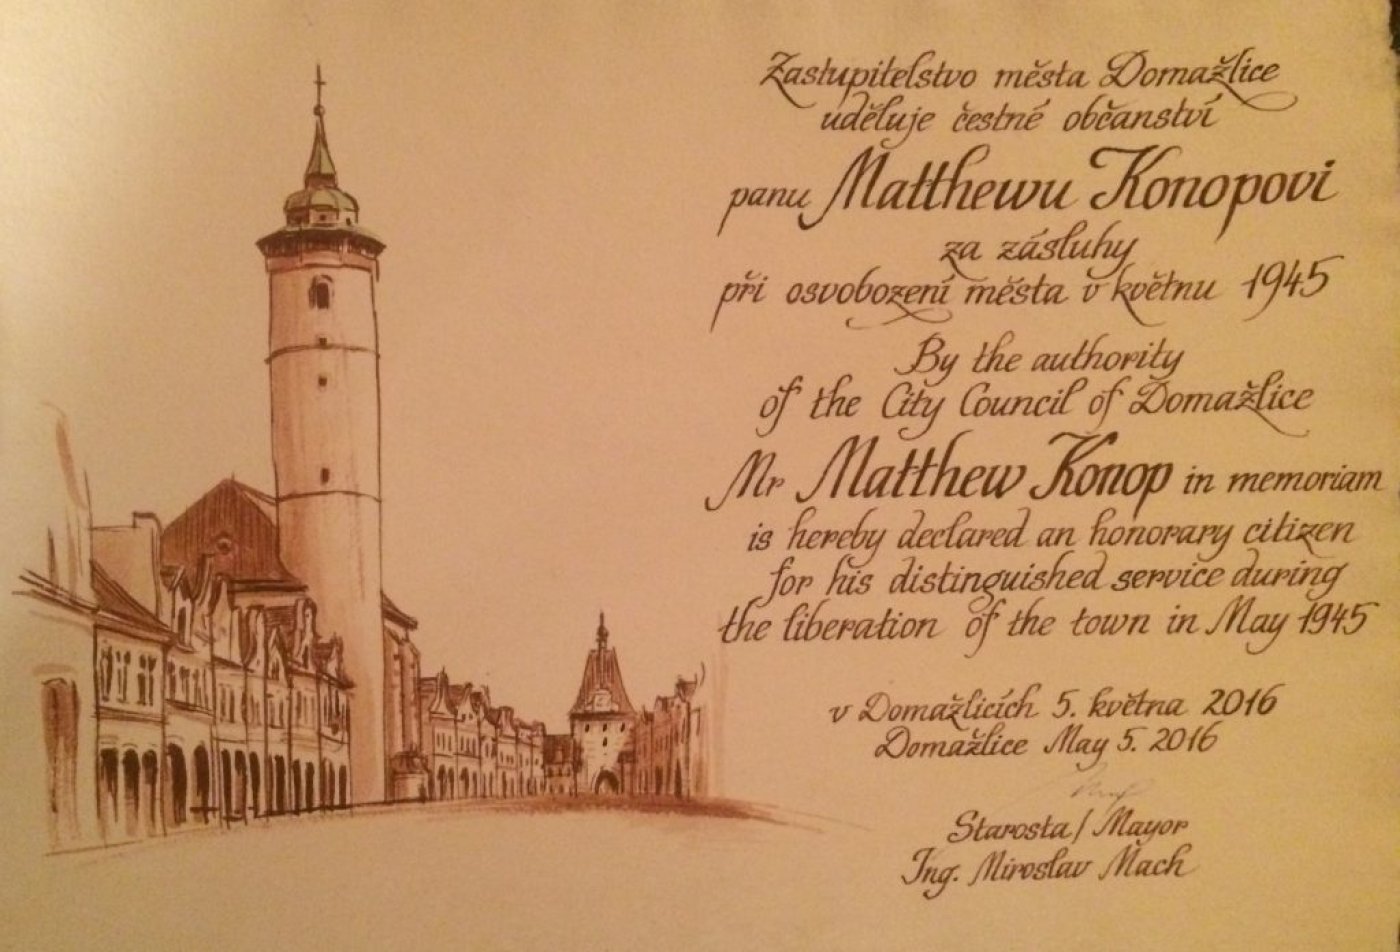 Zastupitelstvo města Domažlice
uděluje čestné občanství
panu Matthewu Konopovi
za zásluhy
při osvobození města v květnu 1945
By the authority
of the City Council of Domažlice
Mr Matthew Konop in memoriam
is hereby declared an honorary citizen
for his distinguished service during
the liberation of the town in May 1945
v Domažlicích 5. května 2016
Domažlice May 5. 2016
Starosta/Mayor
Ing. Miroslav Mach